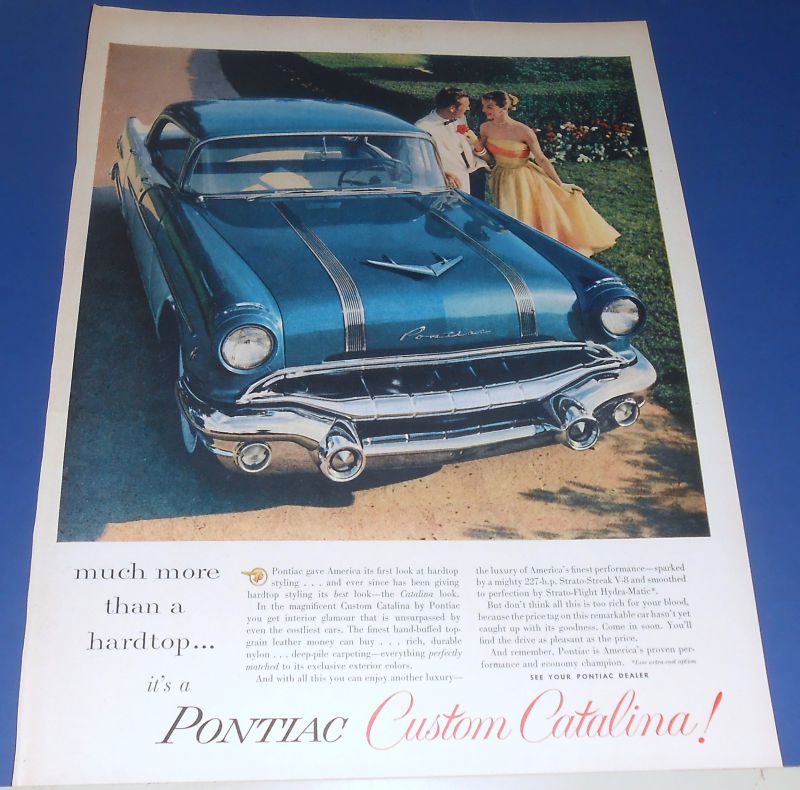 Pontiac
much more
than a
hardtop...
it's a
Pontiac gave America its first look at hardtop
styling . . . and ever since has been giving
hardtop styling its best look—the Catalina look.
In the magnificent Custom Catalina by Pontiac
you get interior glamour that is unsurpassed by
even the costliest cars. The finest hand-buffed top-
grain leather money can buy . . . rich, durable
nylon . . . deep-pile carpeting—everything perfectly
matched to its exclusive exterior colors.
And with all this you can enjoy another luxury—
the luxury of America's finest performance—sparked
by a mighty 227-h.p. Strato-Streak V-8 and smoothed
to perfection by Strato-Flight Hydra-Matic*.
But don't think all this is too rich for your blood,
because the price tag on this remarkable car hasn't yet
caught up with its goodness. Come in soon. You'll
find the drive as pleasant as the price.
And remember, Pontiac is America's proven per-
formance and economy champion. *Low extra-cost option
SEE YOUR PONTIAC DEALER
PONTIAC Custom Catalina!